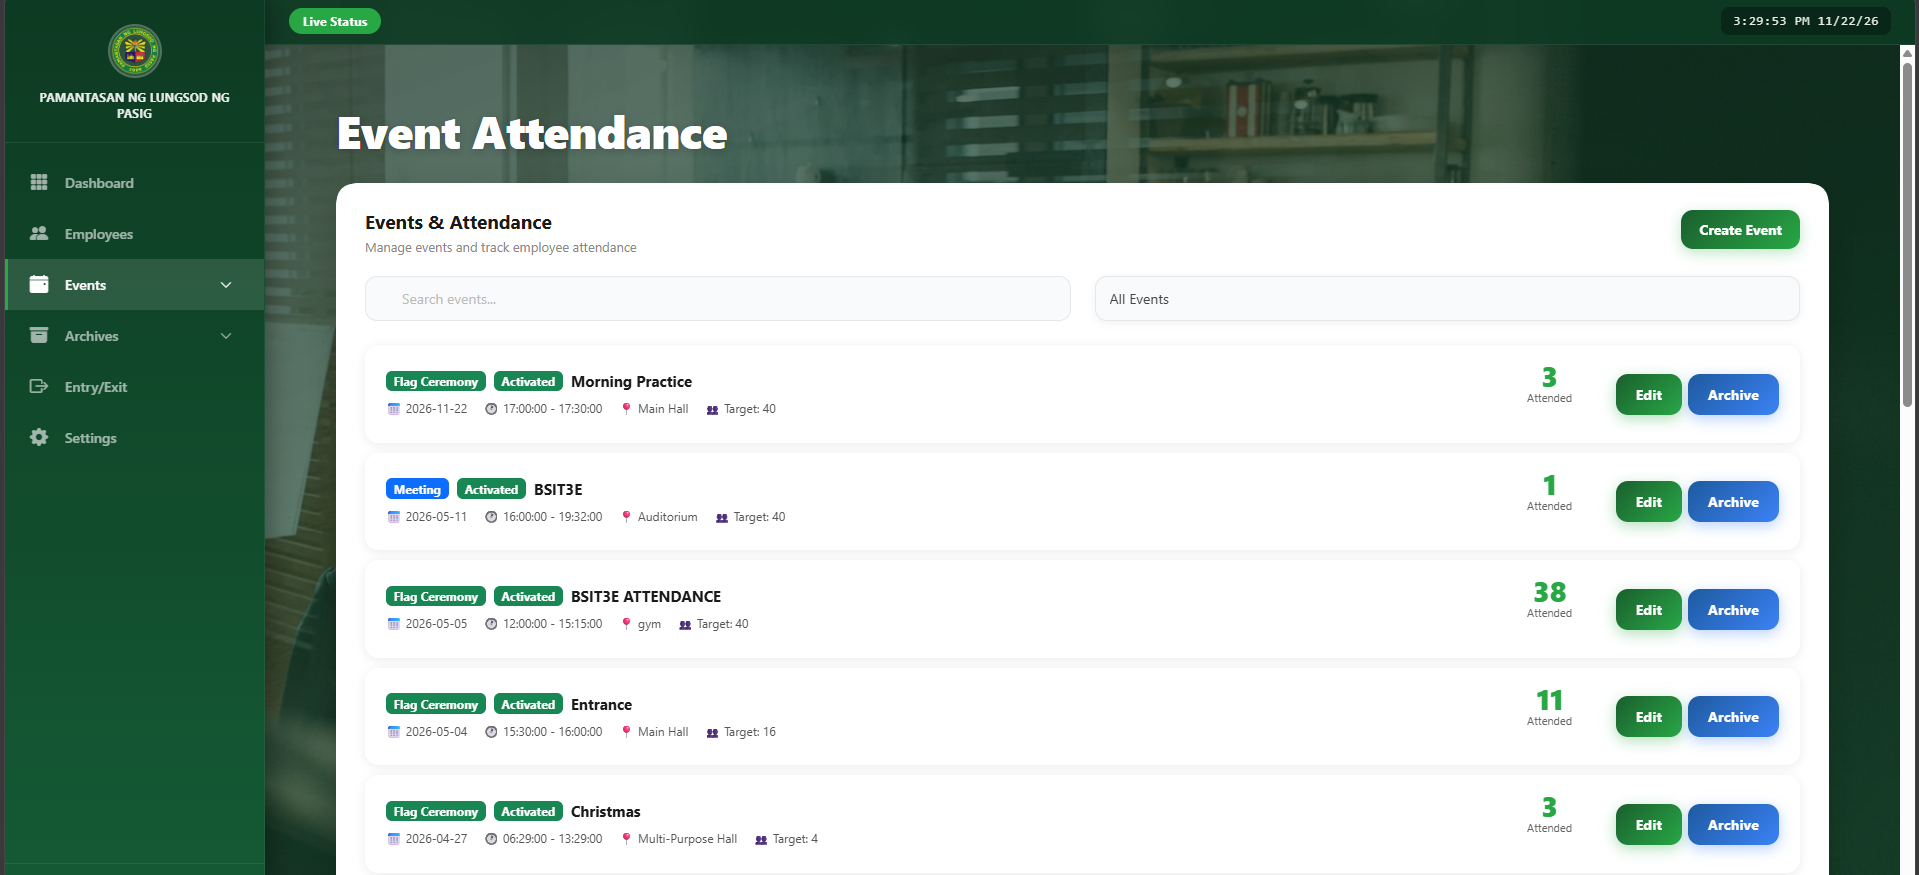 PAMANTASAN NG LUNGSOD NG
PASIG
Dashboard
Employees
Events
Archives
Entry/Exit
Settings
Live Status
3:29:53 PM 11/22/26
Event Attendance
Events & Attendance
Manage events and track employee attendance
Create Event
Search events...
All Events
Flag Ceremony Activated Morning Practice
2026-11-22 17:00:00 - 17:30:00 Main Hall Target: 40
3
Attended
Edit Archive
Meeting Activated BSIT3E
2026-05-11 16:00:00 - 19:32:00 Auditorium Target: 40
1
Attended
Edit Archive
Flag Ceremony Activated BSIT3E ATTENDANCE
2026-05-05 12:00:00 - 15:15:00 gym Target: 40
38
Attended
Edit Archive
Flag Ceremony Activated Entrance
2026-05-04 15:30:00 - 16:00:00 Main Hall Target: 16
11
Attended
Edit Archive
Flag Ceremony Activated Christmas
2026-04-27 06:29:00 - 13:29:00 Multi-Purpose Hall Target: 4
3
Attended
Edit Archive